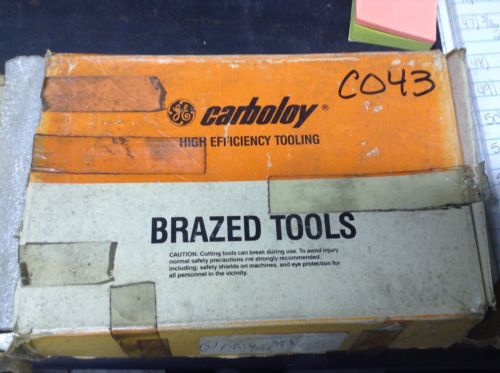 C043
GE carboloy®
HIGH EFFICIENCY TOOLING
BRAZED TOOLS
CAUTION: Cutting tools can break during use. To avoid injury
normal safety precautions are strongly recommended,
including; safety shields on machines, and eye protection for
all personnel in the vicinity.